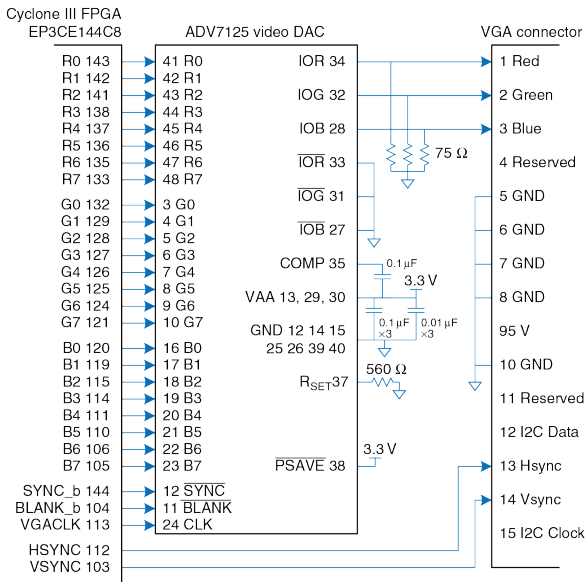 Cyclone III FPGA
EP3CE144C8
ADV7125 video DAC
VGA connector
R0 143
R1 142
R2 141
R3 138
R4 137
R5 136
R6 135
R7 133
G0 132
G1 129
G2 128
G3 127
G4 126
G5 125
G6 124
G7 121
B0 120
B1 119
B2 115
B3 114
B4 111
B5 110
B6 106
B7 105
SYNC_b 144
BLANK_b 104
VGACLK 113
HSYNC 112
VSYNC 103
41 R0
42 R1
43 R2
44 R3
45 R4
46 R5
47 R6
48 R7
3 G0
4 G1
5 G2
6 G3
7 G4
8 G5
9 G6
10 G7
16 B0
17 B1
18 B2
19 B3
20 B4
21 B5
22 B6
23 B7
12 SYNC
11 BLANK
24 CLK
IOR 34
IOG 32
IOB 28
IOR 33
IOG 31
IOB 27
COMP 35
VAA 13, 29, 30
GND 12 14 15
25 26 39 40
RSET37
PSAVE 38
75 Ω
0.1 µF
3.3 V
0.1 µF
×3
0.01 µF
×3
560 Ω
3.3 V
1 Red
2 Green
3 Blue
4 Reserved
5 GND
6 GND
7 GND
8 GND
95 V
10 GND
11 Reserved
12 I2C Data
13 Hsync
14 Vsync
15 I2C Clock